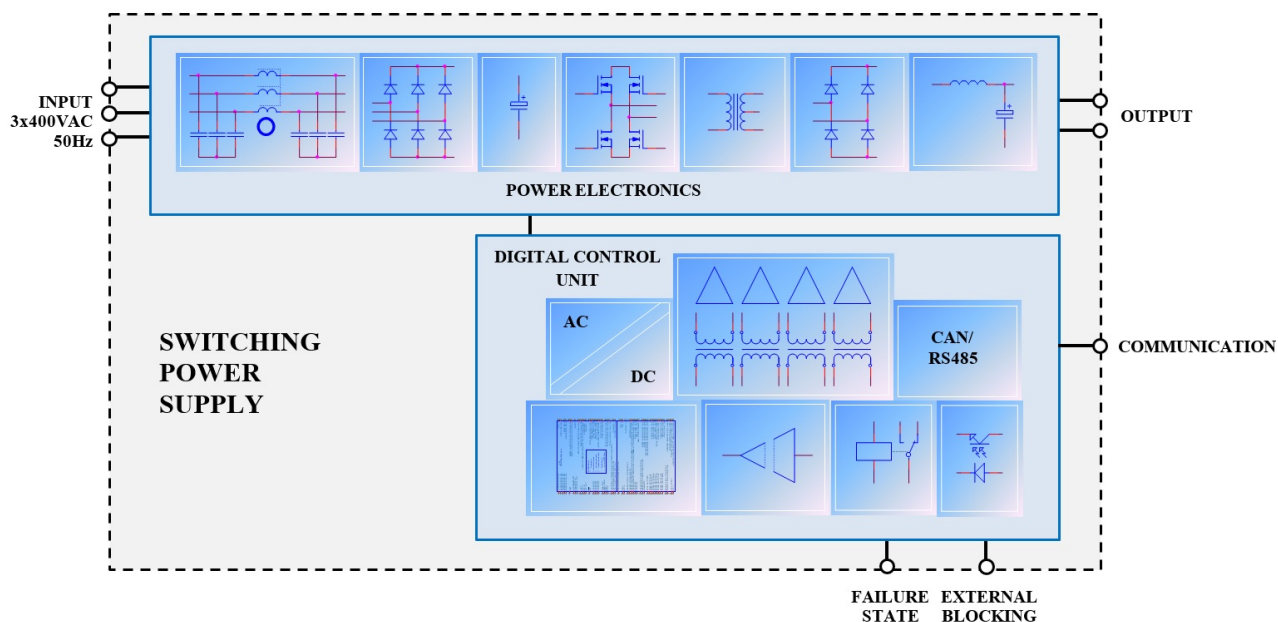 INPUT
3x400VAC
50Hz
POWER ELECTRONICS
OUTPUT
DIGITAL CONTROL
UNIT
AC
DC
CAN/
RS485
COMMUNICATION
SWITCHING
POWER
SUPPLY
FAILURE
STATE
EXTERNAL
BLOCKING